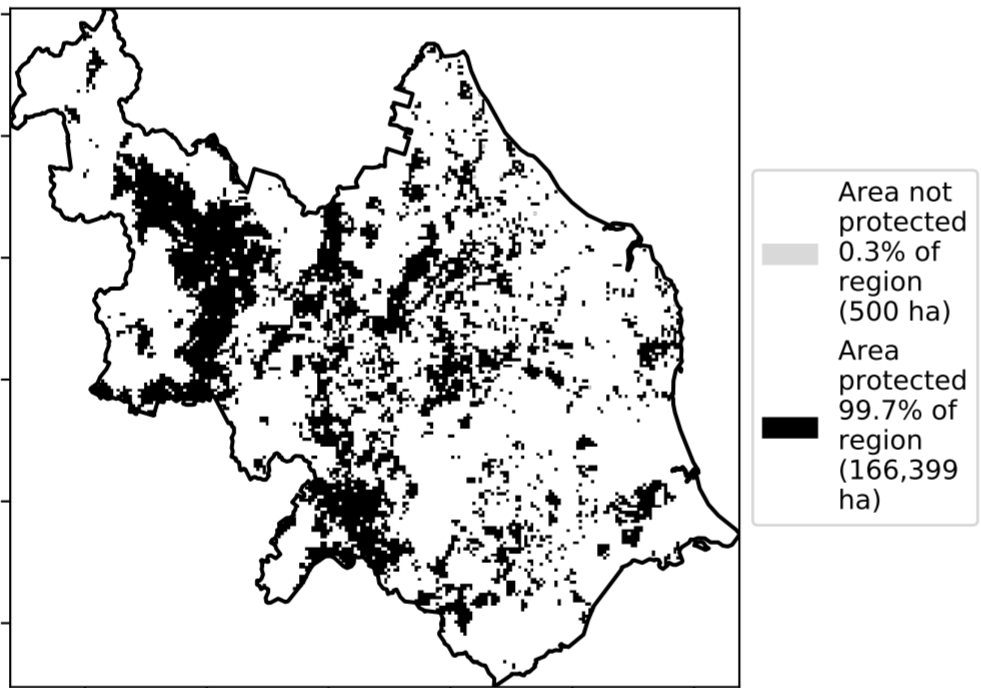 Area not
protected
0.3% of
region
(500 ha)
Area
protected
99.7% of
region
(166,399
ha)